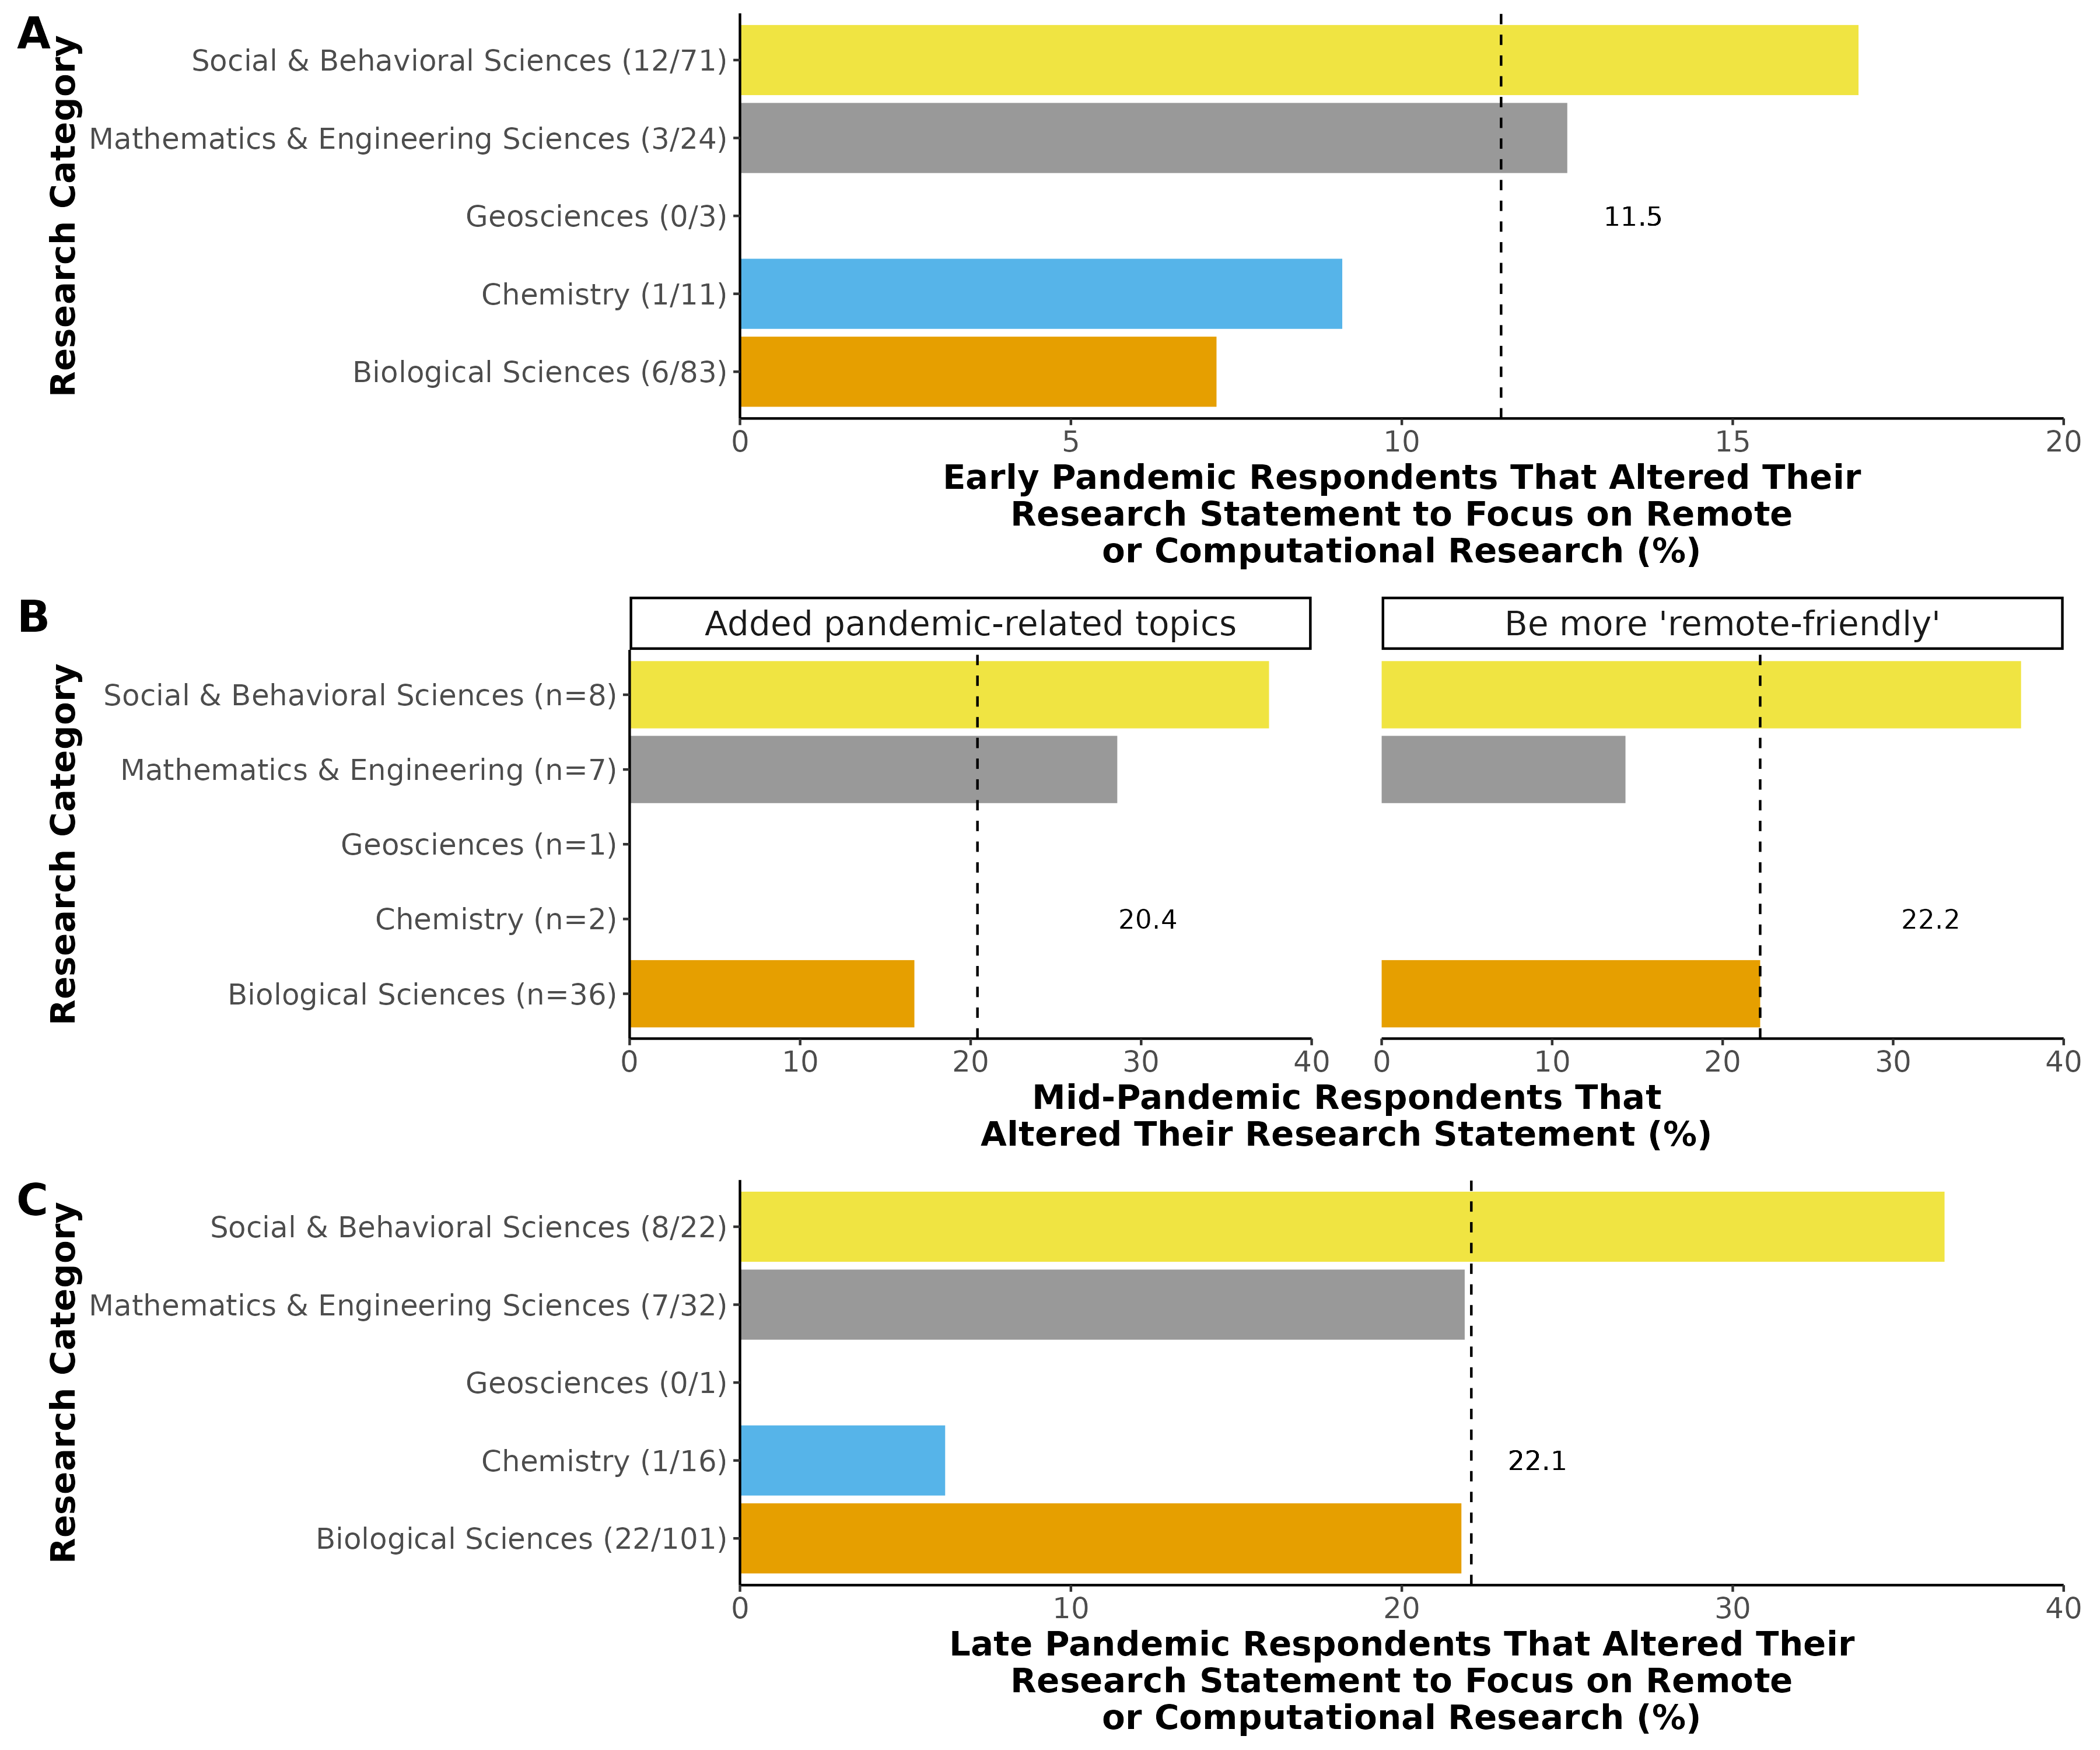 A
Research Category
Social & Behavioral Sciences (12/71)
Mathematics & Engineering Sciences (3/24)
Geosciences (0/3)
11.5
Chemistry (1/11)
Biological Sciences (6/83)
0 5 10 15 20
Early Pandemic Respondents That Altered Their
Research Statement to Focus on Remote
or Computational Research (%)
B
Added pandemic-related topics
Be more 'remote-friendly'
Research Category
Social & Behavioral Sciences (n=8)
Mathematics & Engineering (n=7)
Geosciences (n=1)
Chemistry (n=2)
20.4
22.2
Biological Sciences (n=36)
0 10 20 30 40
0 10 20 30 40
Mid-Pandemic Respondents That
Altered Their Research Statement (%)
C
Research Category
Social & Behavioral Sciences (8/22)
Mathematics & Engineering Sciences (7/32)
Geosciences (0/1)
Chemistry (1/16)
22.1
Biological Sciences (22/101)
0 10 20 30 40
Late Pandemic Respondents That Altered Their
Research Statement to Focus on Remote
or Computational Research (%)